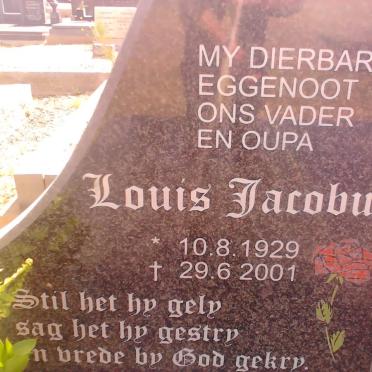 MY DIERBAR
EGGENOOT
ONS VADER
EN OUPA
Louis Jacobu
* 10.8.1929
† 29.6.2001
Stil het hy gely
sag het hy gestry
n vrede by God gekry.